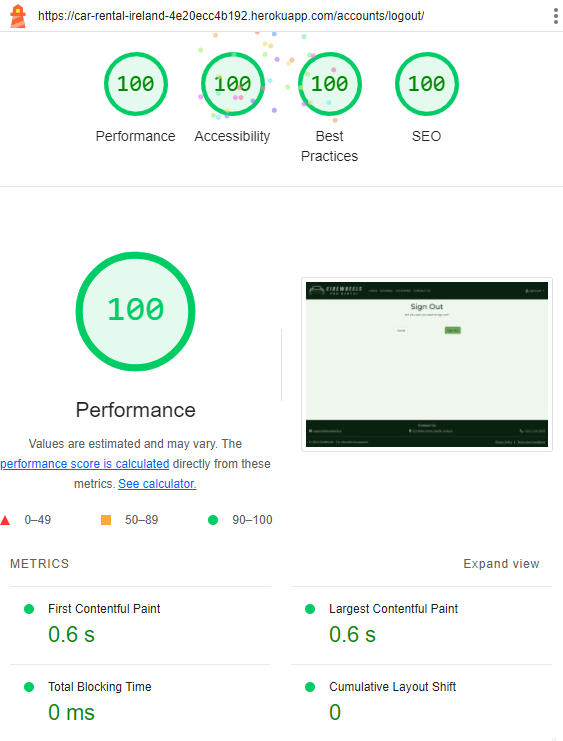 https://car-rental-ireland-4e20ecc4b192.herokuapp.com/accounts/logout/
100 100 100 100
Performance Accessibility Best Practices SEO
100
Performance
Values are estimated and may vary. The
performance score is calculated directly from these
metrics. See calculator.
Sign Out
0–49 50–89 90–100
METRICS Expand view
First Contentful Paint Largest Contentful Paint
0.6 s 0.6 s
Total Blocking Time Cumulative Layout Shift
0 ms 0